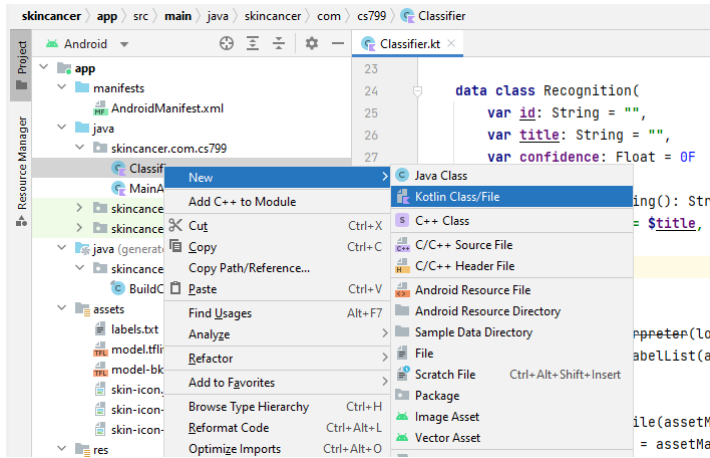 skincancer app src main java skincancer com cs799 Classifier
Project
Resource Manager
Android
app
manifests
AndroidManifest.xml
java
skincancer.com.cs799
Classifi
MainA
skincance
skincance
java (generate
skincance
BuildC
assets
labels.txt
model.tflit
model-bk
skin-icon.
skin-icon-
skin-icon-
res
Classifier.kt
23
24 data class Recognition(
25 var id: String = "",
26 var title: String = "",
27 var confidence: Float = 0F
ing(): Str
= $title,
preter(lo
abelList(a
ile(assetM
= assetMa
New
Add C++ to Module
Cut Ctrl+X
Copy Ctrl+C
Copy Path/Reference...
Paste Ctrl+V
Find Usages Alt+F7
Analyze
Refactor
Add to Favorites
Browse Type Hierarchy Ctrl+H
Reformat Code Ctrl+Alt+L
Optimize Imports Ctrl+Alt+O
Java Class
Kotlin Class/File
C++ Class
C/C++ Source File
C/C++ Header File
Android Resource File
Android Resource Directory
Sample Data Directory
File
Scratch File Ctrl+Alt+Shift+Insert
Package
Image Asset
Vector Asset